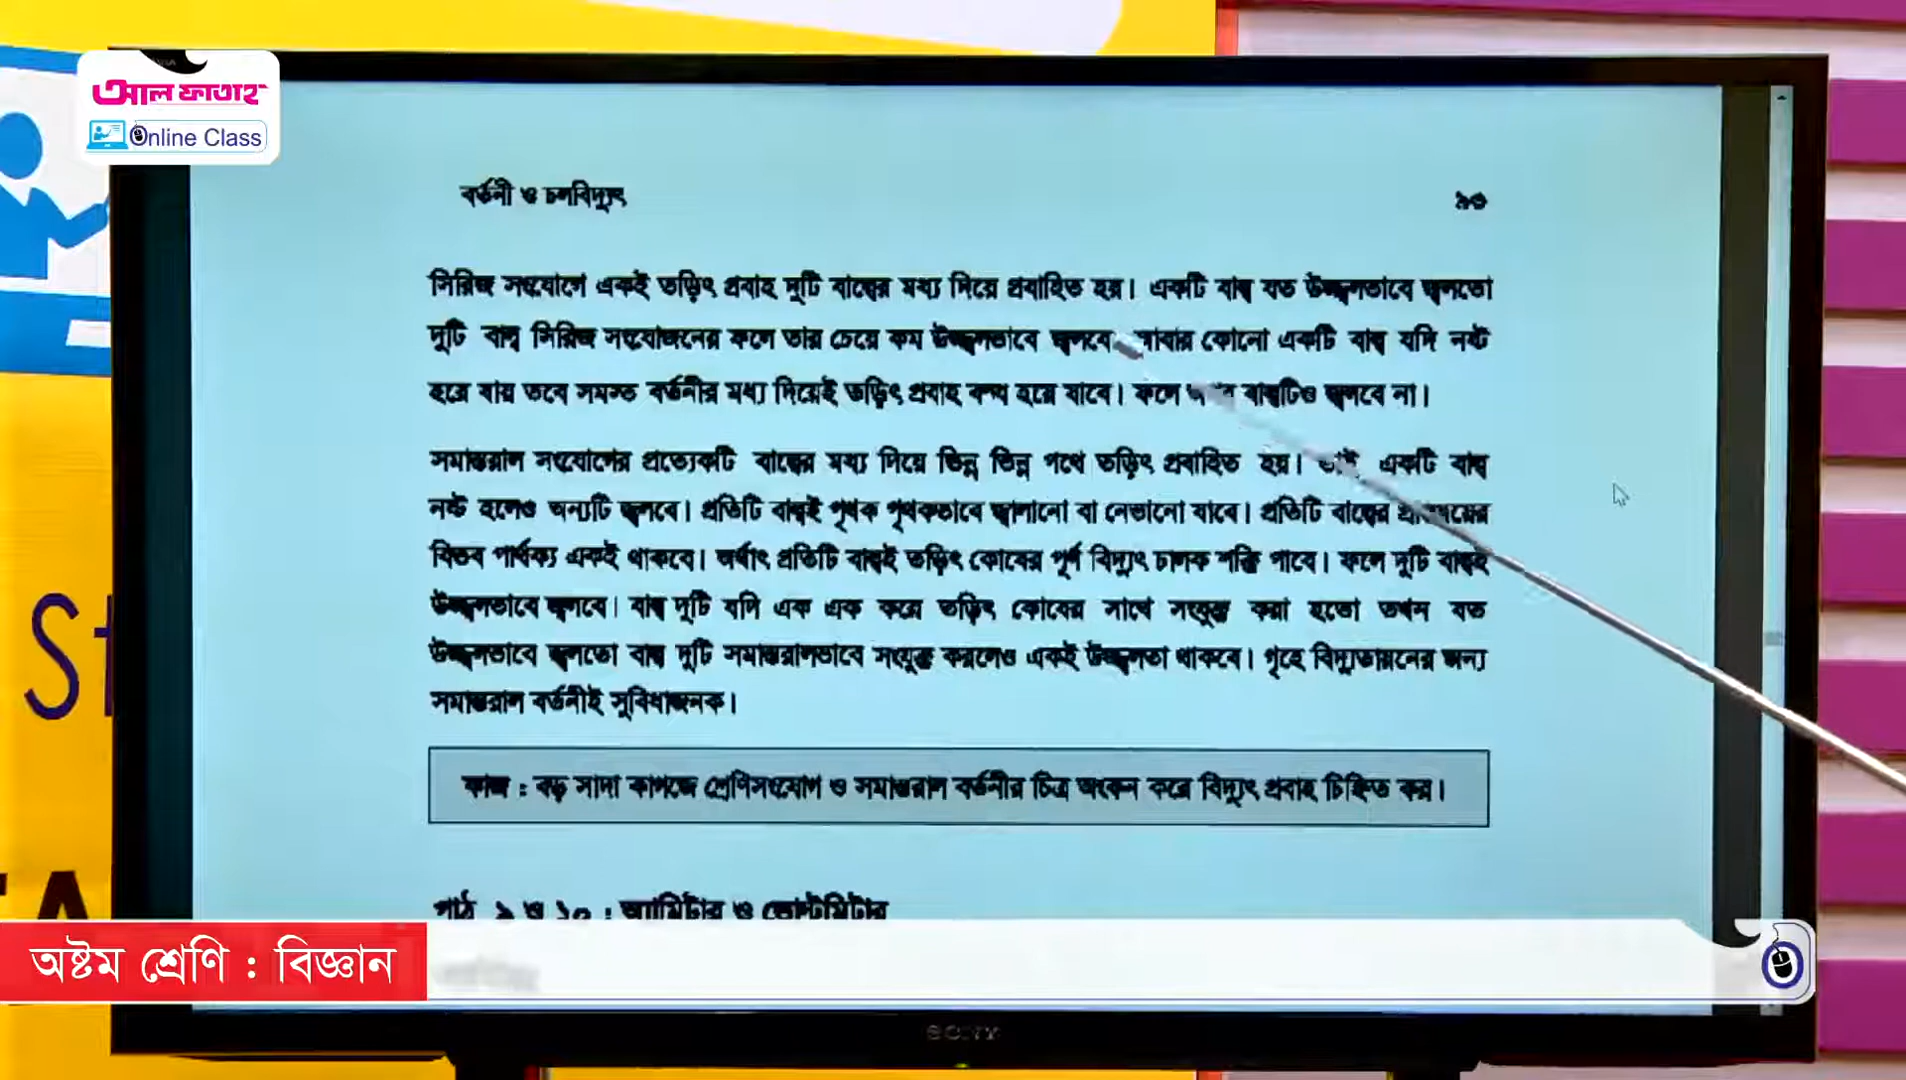 আল ফাতাহ
Online Class
বর্তনী ও চলবিদ্যুৎ
৯৩
সিরিজ সংযোগে একই তড়িৎ প্রবাহ দুটি বাল্বের মধ্য দিয়ে প্রবাহিত হয়। একটি বাল্ব যত উজ্জ্বলভাবে জ্বলতো
দুটি বাল্ব সিরিজ সংযোজনের ফলে তার চেয়ে কম উজ্জ্বলভাবে জ্বলবে আবার কোনো একটি বাল্ব যদি নষ্ট
হয়ে যায় তবে সমস্ত বর্তনীর মধ্য দিয়েই তড়িৎ প্রবাহ বন্ধ হয়ে যাবে। ফলে বাল্বটিও জ্বলবে না।
সমান্তরাল সংযোগের প্রত্যেকটি বাল্বের মধ্য দিয়ে ভিন্ন ভিন্ন পথে তড়িৎ প্রবাহিত হয়। তাই একটি বাল্ব
নষ্ট হলেও অন্যটি জ্বলবে। প্রতিটি বাল্বই পৃথক পৃথকভাবে জ্বালানো বা নেভানো যাবে। প্রতিটি বাল্বের প্রান্তদ্বয়ের
বিভব পার্থক্য একই থাকবে। অর্থাৎ প্রতিটি বাল্বই তড়িৎ কোষের পূর্ণ বিদ্যুৎ চালক শক্তি পাবে। ফলে দুটি বাল্বই
উজ্জ্বলভাবে জ্বলবে। বাল্ব দুটি যদি এক এক করে তড়িৎ কোষের সাথে সংযুক্ত করা হতো তখন যত
উজ্জ্বলভাবে জ্বলতো বাল্ব দুটি সমান্তরালভাবে সংযুক্ত করলেও একই উজ্জ্বলতা থাকবে। গৃহে বিদ্যুতায়নের জন্য
সমান্তরাল বর্তনীই সুবিধাজনক।
কাজ : বড় সাদা কাগজে শ্রেণিসংযোগ ও সমান্তরাল বর্তনীর চিত্র অংকন করে বিদ্যুৎ প্রবাহ চিহ্নিত কর।
পাঠ ৯ ও ১০ : অ্যামিটার ও ভোল্টমিটার
অষ্টম শ্রেণি : বিজ্ঞান
SONY